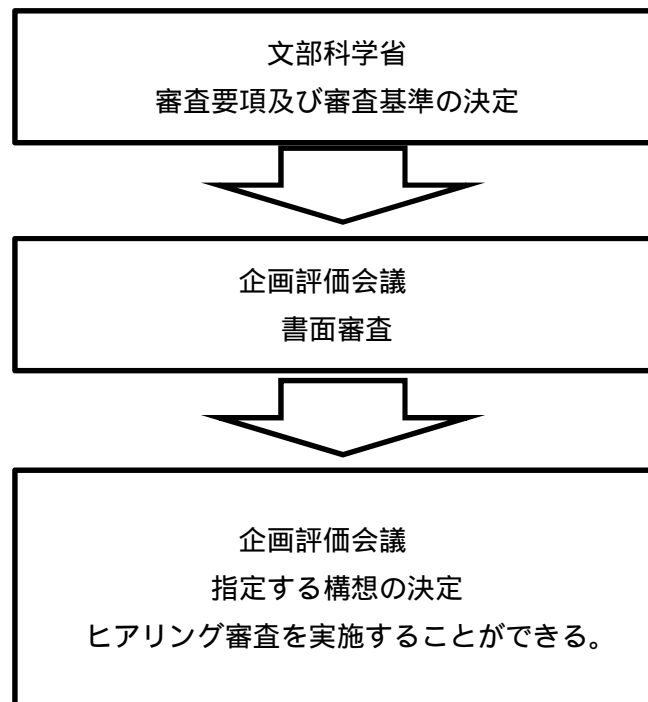 文部科学省
審査要項及び審査基準の決定
企画評価会議
書面審査
企画評価会議
指定する構想の決定
ヒアリング審査を実施することができる。